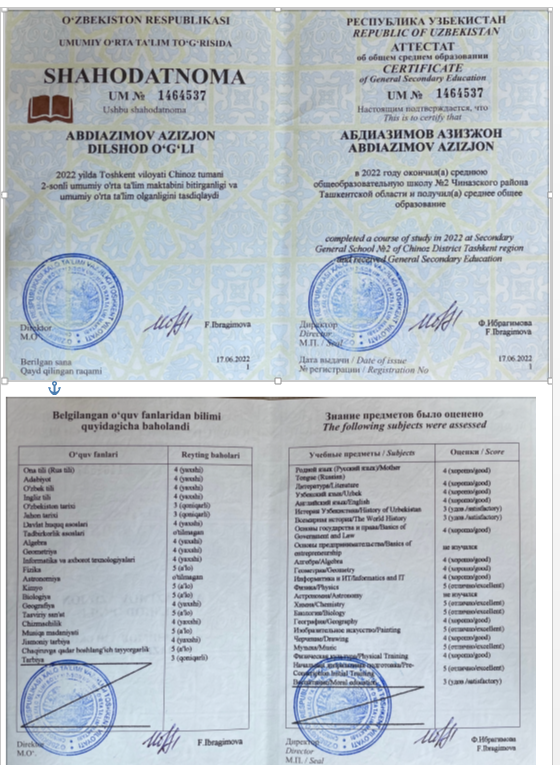 O‘ZBEKISTON RESPUBLIKASI
UMUMIY O‘RTA TA'LIM TO‘G‘RISIDA
SHAHODATNOMA
UM № 1464537
Ushbu shahodatnoma
ABDIAZIMOV AZIZJON
DILSHOD O‘G‘LI
2022 yilda Toshkent viloyati Chinoz tumani
2-sonli umumiy o'rta ta'lim maktabini bitirganligi va
umumiy o'rta ta'lim olganligini tasdiqlaydi
Direktor
M.O‘.
F.Ibragimova
Berilgan sana
17.06.2022
Qayd qilingan raqami
1
РЕСПУБЛИКА УЗБЕКИСТАН
REPUBLIC OF UZBEKISTAN
АТТЕСТАТ
об общем среднем образовании
CERTIFICATE
of General Secondary Education
UM № 1464537
Настоящим подтверждается, что
This is to certify that
АБДИАЗИМОВ АЗИЗЖОН
ABDIAZIMOV AZIZJON
в 2022 году окончил(а) среднюю
общеобразовательную школу №2 Чиназского района
Ташкентской области и получил(а) среднее общее
образование
completed a course of study in 2022 at Secondary
General School №2 of Chinoz District Tashkent region
and received General Secondary Education
Директор
Director
М.П. / Seal
Ф.Ибрагимова
F.Ibragimova
Дата выдачи / Date of issue
17.06.2022
№ регистрации / Registration No
1
Belgilangan o‘quv fanlaridan bilimi
quyidagicha baholandi
O‘quv fanlari Reyting baholari
Ona tili (Rus tili) 4 (yaxshi)
Adabiyot 4 (yaxshi)
O'zbek tili 4 (yaxshi)
Ingliz tili 4 (yaxshi)
O'zbekiston tarixi 3 (qoniqarli)
Jahon tarixi 3 (qoniqarli)
Davlat huquq asoslari 4 (yaxshi)
Tadbirkorlik asoslari o'tilmagan
Algebra 4 (yaxshi)
Geometriya 4 (yaxshi)
Informatika va axborot texnologiyalari 4 (yaxshi)
Fizika 5 (a'lo)
Astronomiya o'tilmagan
Kimyo 5 (a'lo)
Biologiya 5 (a'lo)
Geografiya 4 (yaxshi)
Tasviriy san'at 5 (a'lo)
Chizmachilik 4 (yaxshi)
Musiqa madaniyati 5 (a'lo)
Jismoniy tarbiya 4 (yaxshi)
Chaqiruvga qadar boshlang'ich tayyorgarlik 5 (a'lo)
Tarbiya 3 (qoniqarli)
Direktor
M.O‘.
F.Ibragimova
Знание предметов было оценено
The following subjects were assessed
Учебные предметы / Subjects Оценки / Score
Родной язык (Русский язык)/Mother
Tongue (Russian) 4 (хорошо/good)
Литература/Literature 4 (хорошо/good)
Узбекский язык/Uzbek 4 (хорошо/good)
Английский язык/English 4 (хорошо/good)
История Узбекистана/History of Uzbekistan 3 (удов./satisfactory)
Всемирная история/The World History 3 (удов./satisfactory)
Основы государства и права/Basics of
Government and Law 4 (хорошо/good)
Основы предпринимательства/Basics of
entrepreneurship не изучался
Алгебра/Algebra 4 (хорошо/good)
Геометрия/Geometry 4 (хорошо/good)
Информатика и ИТ/Informatics and IT 4 (хорошо/good)
Физика/Physics 5 (отлично/excellent)
Астрономия/Astronomy не изучался
Химия/Chemistry 5 (отлично/excellent)
Биология/Biology 5 (отлично/excellent)
География/Geography 4 (хорошо/good)
Изобразительное искусство/Painting 5 (отлично/excellent)
Черчение/Drawing 4 (хорошо/good)
Музыка/Music 5 (отлично/excellent)
Физическая культура/Physical Training 4 (хорошо/good)
Начальная допризывная подготовка/Pre-
Conscription Initial Training 5 (отлично/excellent)
Воспитание/Moral education 3 (удов./satisfactory)
Директор
Director
М.П. / Seal
Ф.Ибрагимова
F.Ibragimova